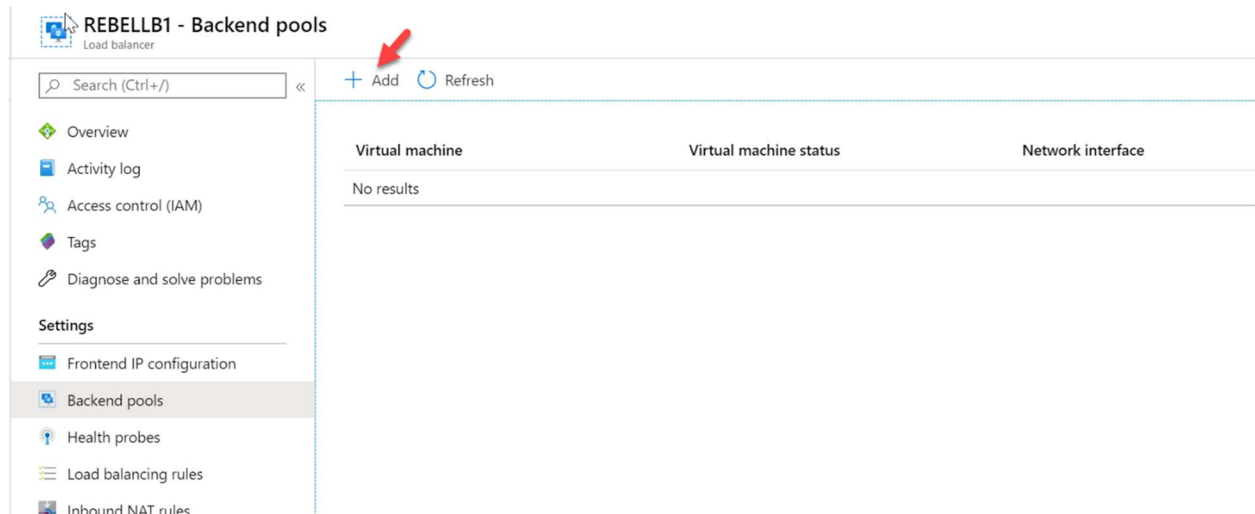 REBELLB1 - Backend pools
Load balancer
Search (Ctrl+/)
«
Add
Refresh
Overview
Activity log
Access control (IAM)
Tags
Diagnose and solve problems
Settings
Frontend IP configuration
Backend pools
Health probes
Load balancing rules
Inbound NAT rules
Virtual machine Virtual machine status Network interface
No results